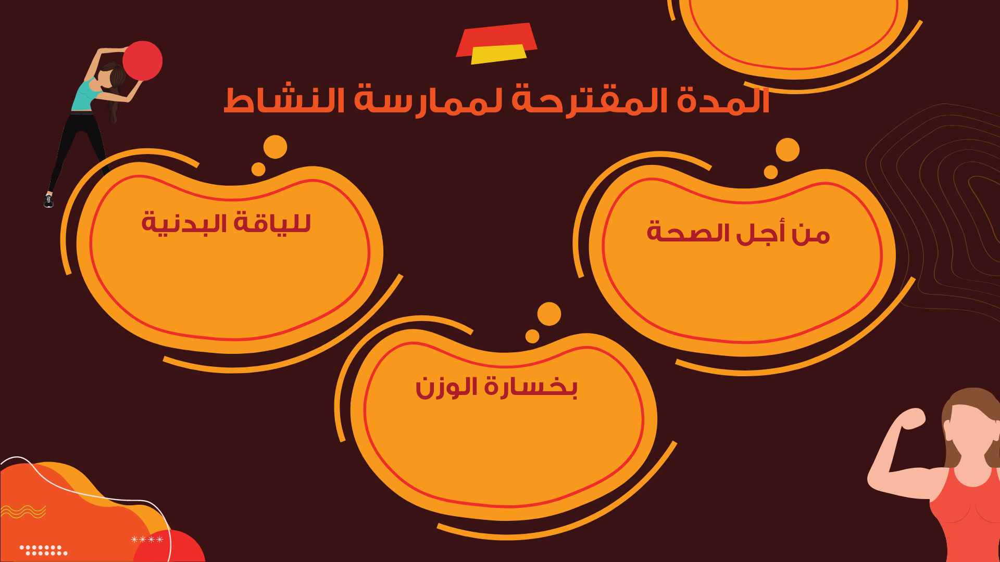 المدة المقترحة لممارسة النشاط
من أجل الصحة
للياقة البدنية
بخسارة الوزن